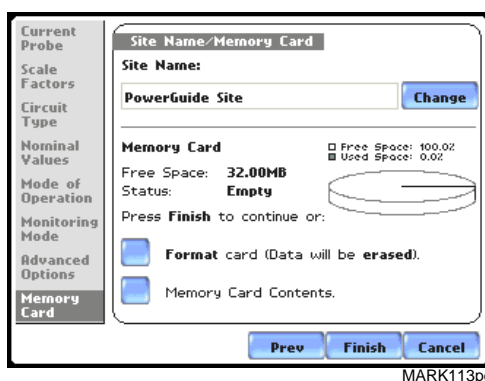 Current
Probe
Scale
Factors
Circuit
Type
Nominal
Values
Mode of
Operation
Monitoring
Mode
Advanced
Options
Memory
Card
Site Name/Memory Card
Site Name:
PowerGuide Site
Change
Memory Card
Free Space: 100.0%
Used Space: 0.0%
Free Space: 32.00MB
Status: Empty
Press Finish to continue or:
Format card (Data will be erased).
Memory Card Contents.
Prev Finish Cancel